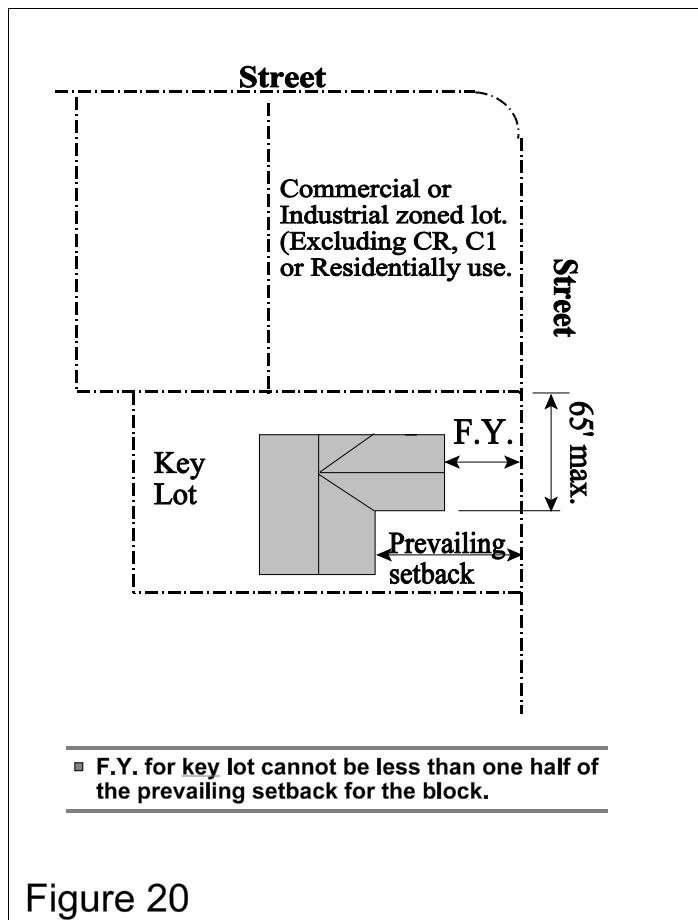 Street
Commercial or
Industrial zoned lot.
(Excluding CR, C1
or Residentially use.
Street
65' max.
F.Y.
Key
Lot
Prevailing
setback
▪ F.Y. for key lot cannot be less than one half of
the prevailing setback for the block.
Figure 20